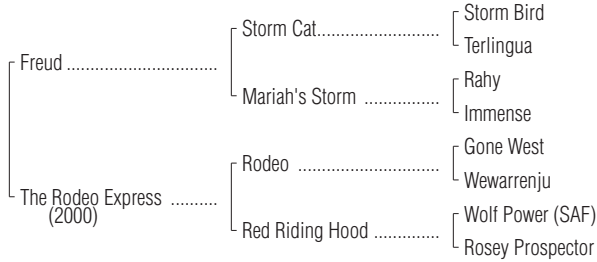 Storm Bird
Storm Cat..........................
Terlingua
Freud ................................
Rahy
Mariah's Storm ................
Immense
Gone West
Rodeo ..............................
Wewarrenju
The Rodeo Express ..........
(2000)
Wolf Power (SAF)
Red Riding Hood ..............
Rosey Prospector